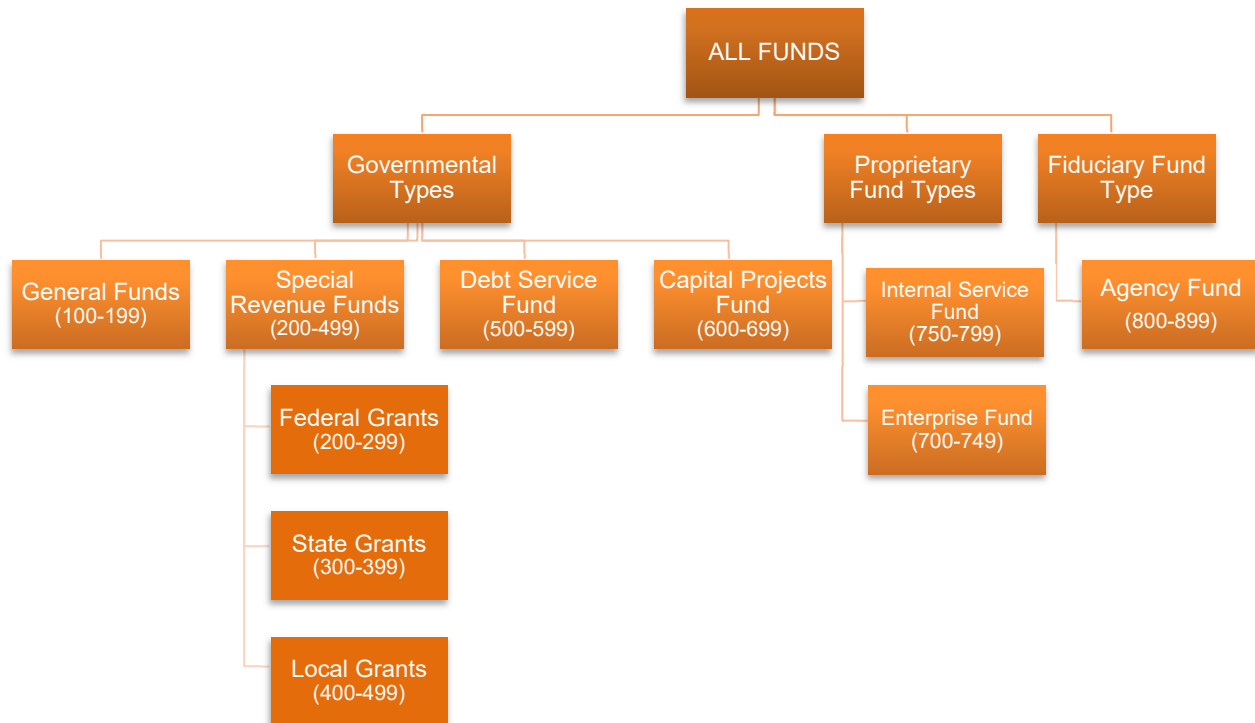 ALL FUNDS
Governmental
Types
Proprietary
Fund Types
Fiduciary Fund
Type
General Funds
(100-199)
Special
Revenue Funds
(200-499)
Debt Service
Fund
(500-599)
Capital Projects
Fund
(600-699)
Internal Service
Fund
(750-799)
Agency Fund
(800-899)
Federal Grants
(200-299)
Enterprise Fund
(700-749)
State Grants
(300-399)
Local Grants
(400-499)